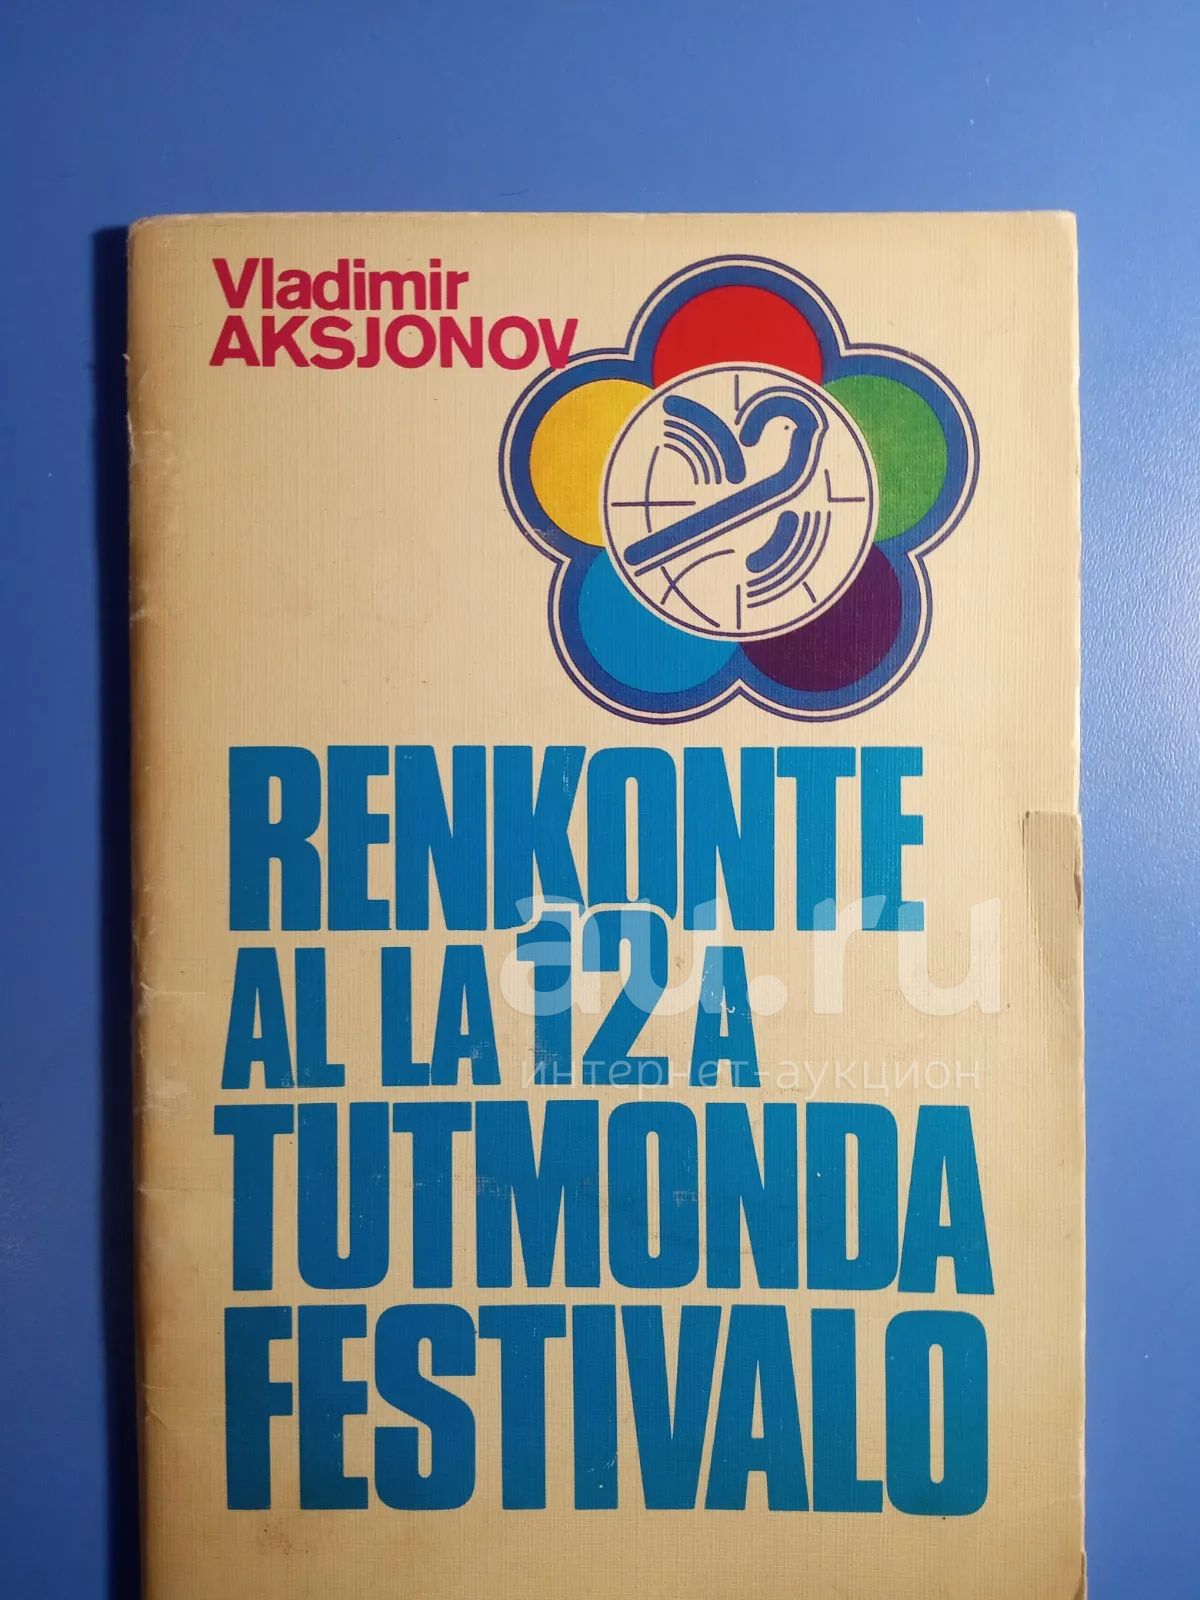 Vladimir
AKSJONOV
RENKONTE
AL LA 12 A
TUTMONDA
FESTIVALO
au.ru
интернет-аукцион